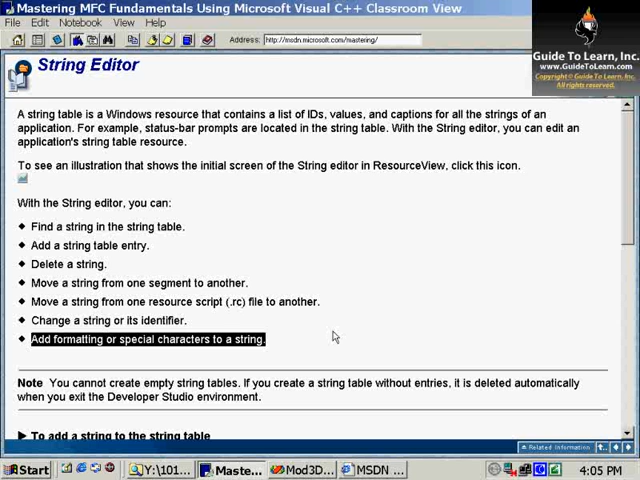 Mastering MFC Fundamentals Using Microsoft Visual C++ Classroom View
File Edit Notebook View Help
Address: http://msdn.microsoft.com/mastering/
Guide To Learn, Inc.
www.GuideToLearn.com
Copyright © Guide To Learn, Inc.
All rights reserved.
String Editor
A string table is a Windows resource that contains a list of IDs, values, and captions for all the strings of an
application. For example, status-bar prompts are located in the string table. With the String editor, you can edit an
application's string table resource.
To see an illustration that shows the initial screen of the String editor in ResourceView, click this icon.
With the String editor, you can:
Find a string in the string table.
Add a string table entry.
Delete a string.
Move a string from one segment to another.
Move a string from one resource script (.rc) file to another.
Change a string or its identifier.
Add formatting or special characters to a string.
Note You cannot create empty string tables. If you create a string table without entries, it is deleted automatically
when you exit the Developer Studio environment.
To add a string to the string table
Related Information
Start Y:\101... Maste... Mod3D... MSDN ... 4:05 PM